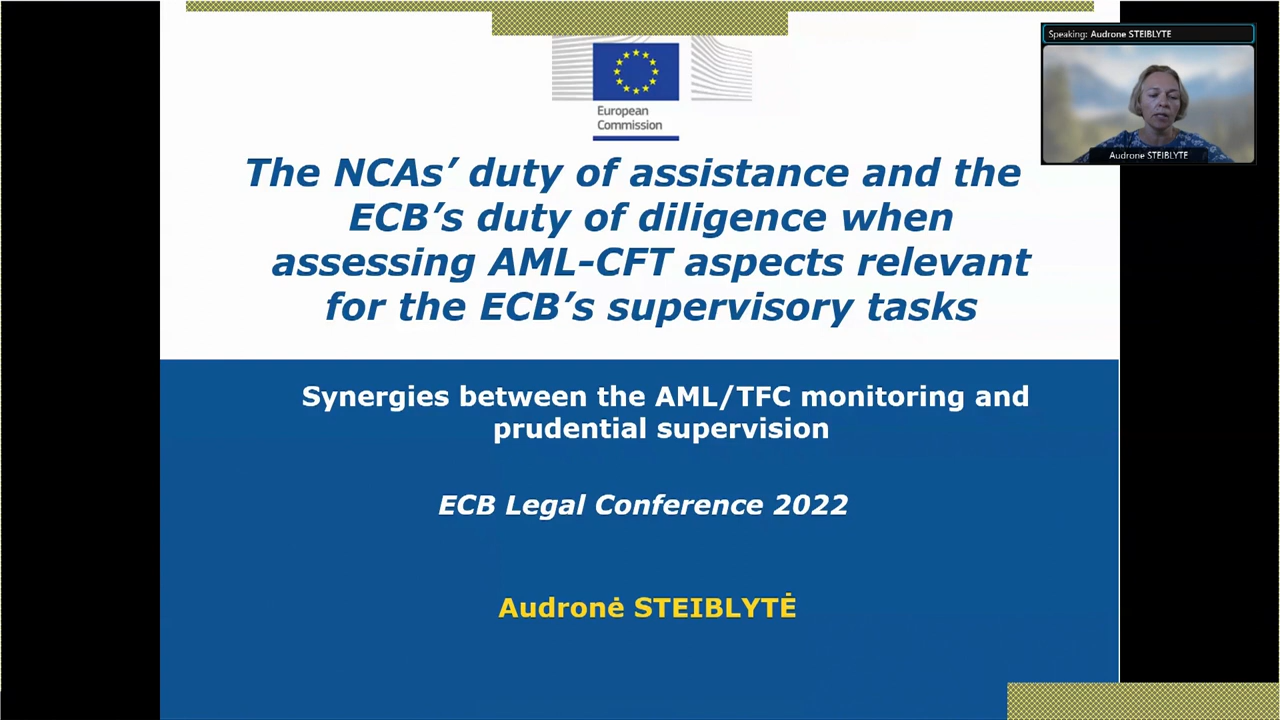 Speaking: Audrone STEIBLYTE
Audrone STEIBLYTE
European
Commission
The NCAs’ duty of assistance and the
ECB’s duty of diligence when
assessing AML-CFT aspects relevant
for the ECB’s supervisory tasks
Synergies between the AML/TFC monitoring and
prudential supervision
ECB Legal Conference 2022
Audronė STEIBLYTĖ